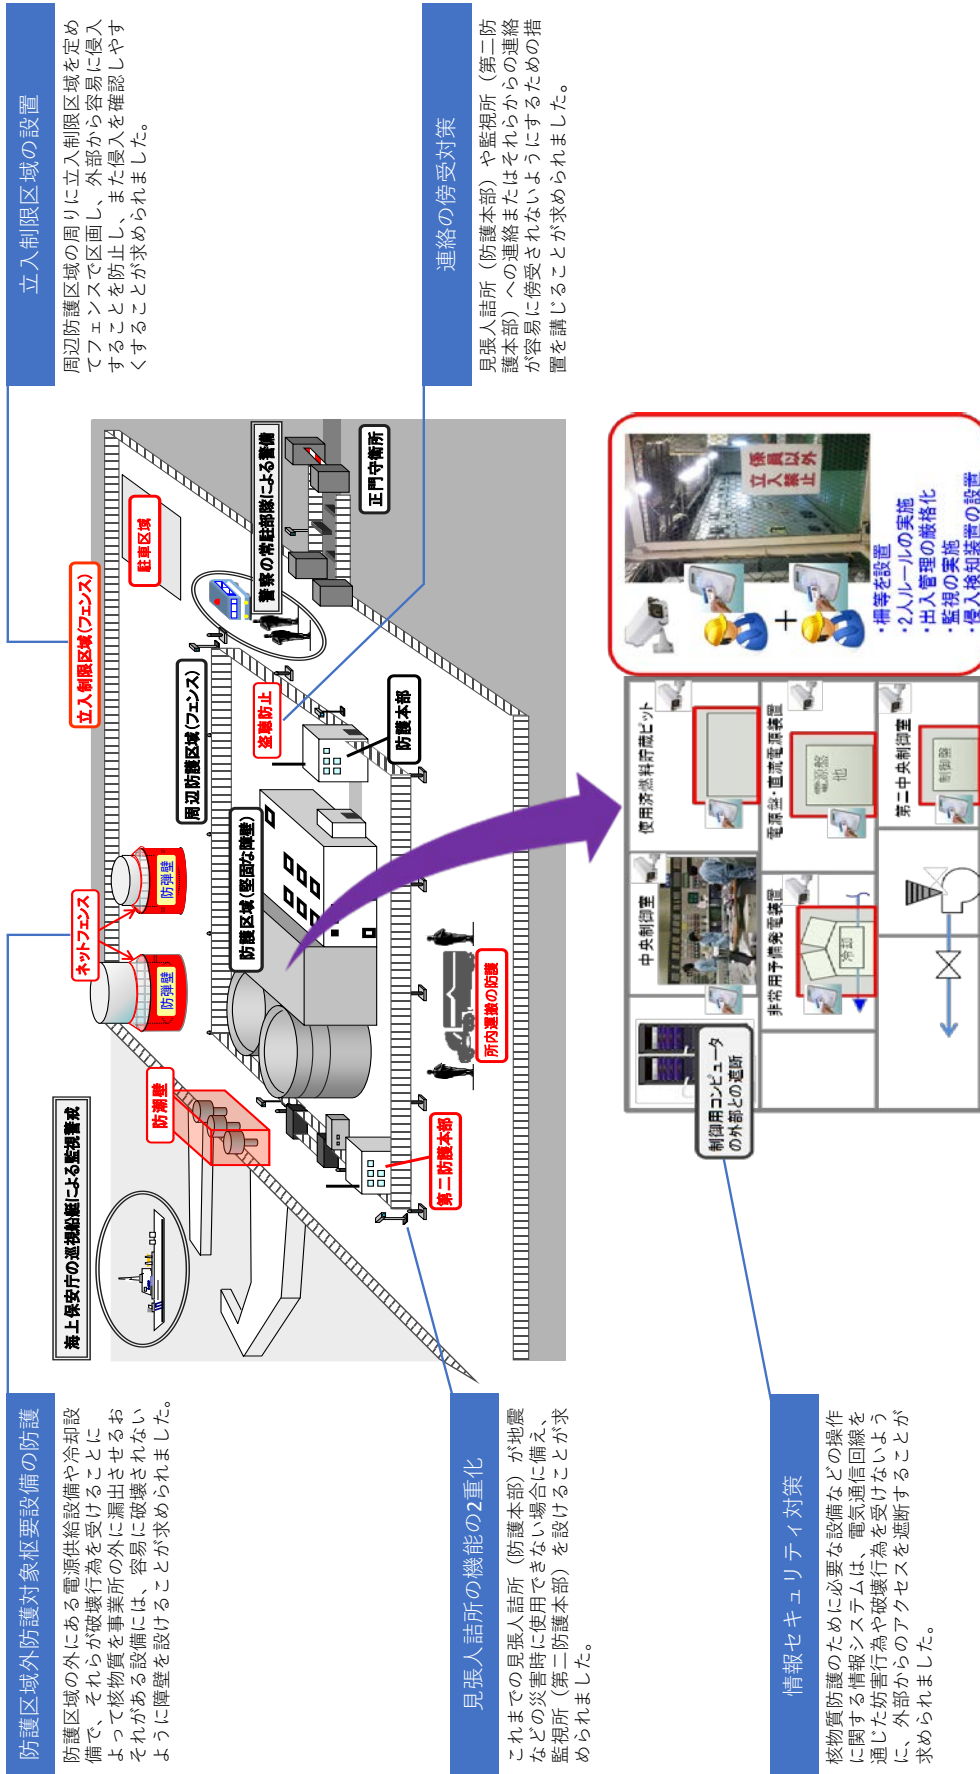 防護区域外防護対象枢要設備の防護
防護区域の外にある電源供給設備や冷却設
備で、それらが破壊行為を受けることに
よって核物質を事業所の外に漏出させるお
それがある設備には、容易に破壊されない
ように障壁を設けることが求められました。
立入制限区域の設置
周辺防護区域の周りに立入制限区域を定め
てフェンスで区画し、外部から容易に侵入
することを防止し、また侵入を確認しやす
くすることが求められました。
海上保安庁の巡視船艇による監視警戒
ネットフェンス
立入制限区域(フェンス)
駐車区域
防弾壁
防弾壁
防潮壁
周辺防護区域(フェンス)
防護区域(堅固な障壁)
盗聴防止
警察の常駐部隊による警備
正門守衛所
防護本部
第二防護本部
所内運搬の防護
見張人詰所の機能の2重化
これまでの見張人詰所（防護本部）が地震
などの災害時に使用できない場合に備え、
監視所（第二防護本部）を設けることが求
められました。
連絡の傍受対策
見張人詰所（防護本部）や監視所（第二防
護本部）への連絡またはそれらからの連絡
が容易に傍受されないようにするための措
置を講じることが求められました。
情報セキュリティ対策
核物質防護のために必要な設備などの操作
に関する情報システムは、電気通信回線を
通じた妨害行為や破壊行為を受けないよう
に、外部からのアクセスを遮断することが
求められました。
制御用コンピュータ
の外部との遮断
中央制御室
使用済燃料貯蔵ピット
非常用予備発電装置
冷却
電源盤・直流電源装置
電源盤
他
第二中央制御室
制御盤
係員以外
立入禁止
・柵等を設置
・2人ルールの実施
・出入管理の厳格化
・監視の実施
・侵入検知装置の設置